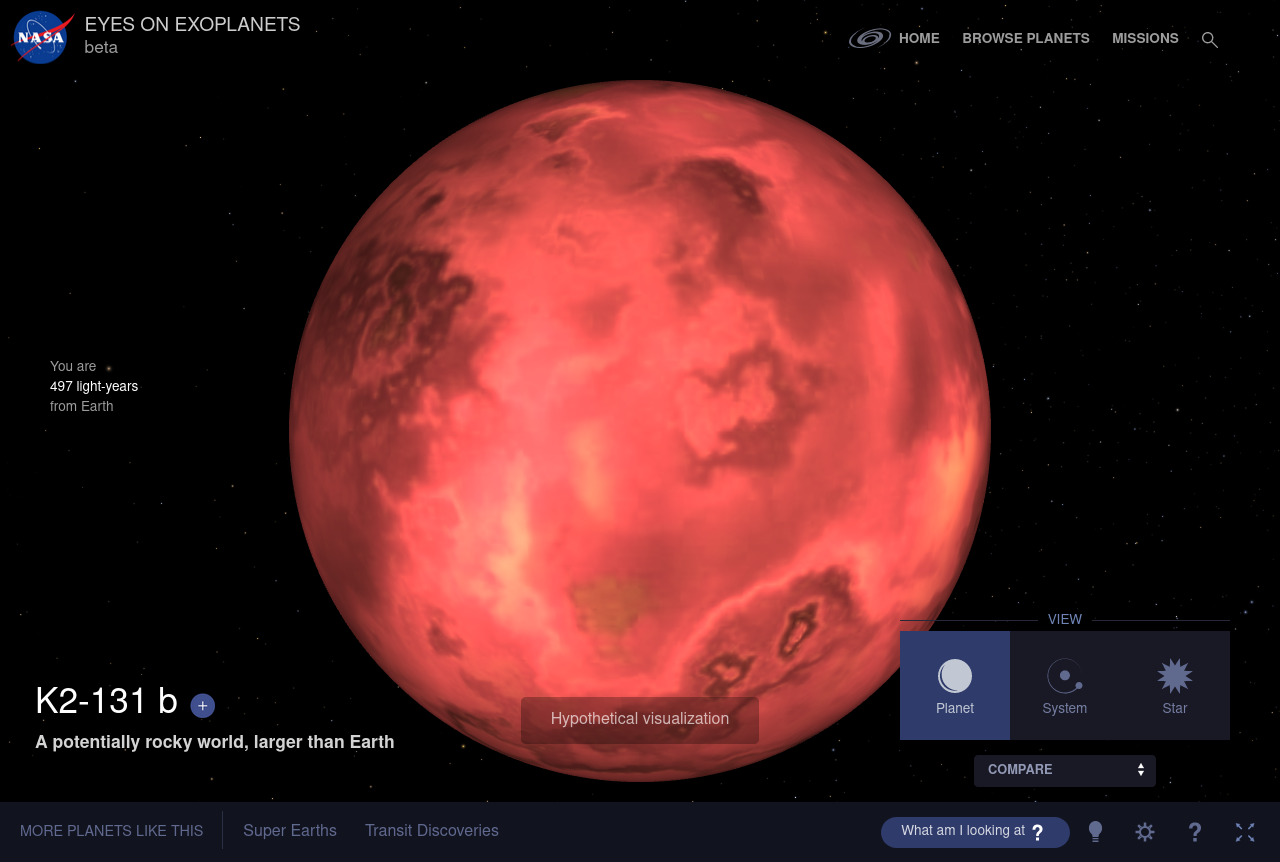 NASA
EYES ON EXOPLANETS
beta
HOME
BROWSE PLANETS
MISSIONS
You are
497 light-years
from Earth
K2-131 b +
A potentially rocky world, larger than Earth
Hypothetical visualization
VIEW
Planet
System
Star
COMPARE
MORE PLANETS LIKE THIS
Super Earths
Transit Discoveries
What am I looking at ?
?